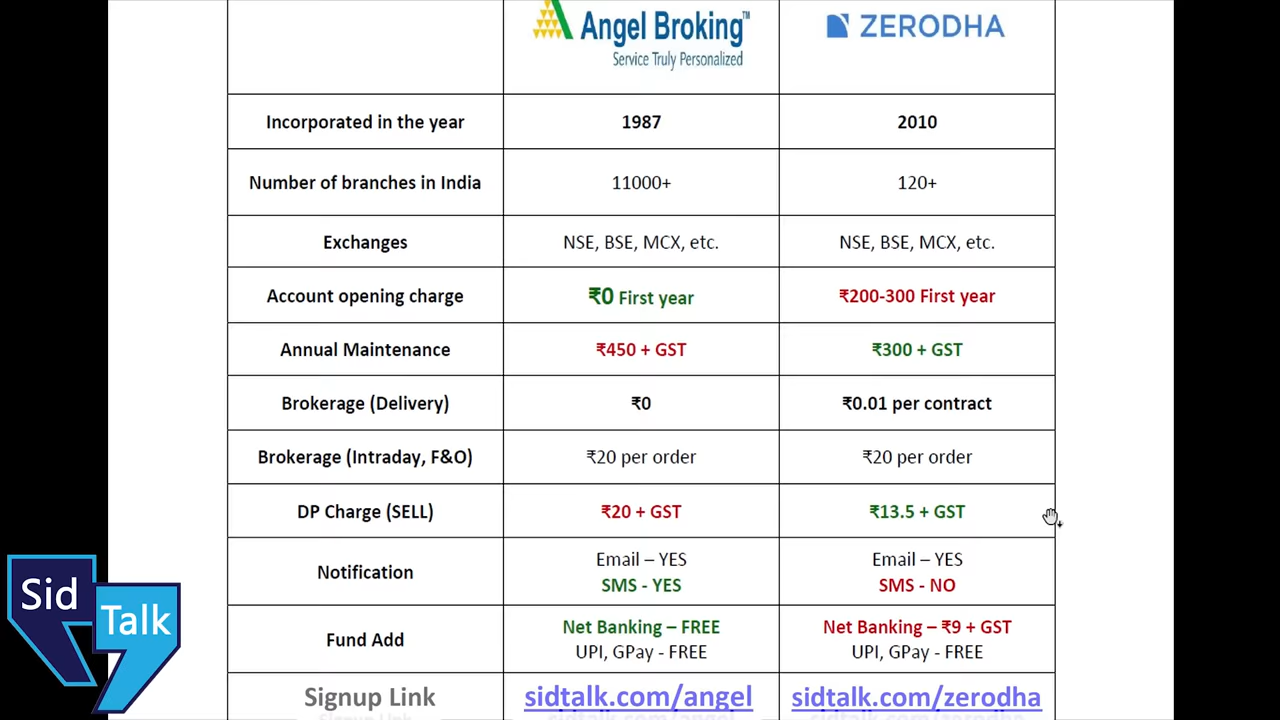 Angel Broking™ ZERODHA
Service Truly Personalized
Incorporated in the year 1987 2010
Number of branches in India 11000+ 120+
Exchanges NSE, BSE, MCX, etc. NSE, BSE, MCX, etc.
Account opening charge ₹0 First year ₹200-300 First year
Annual Maintenance ₹450 + GST ₹300 + GST
Brokerage (Delivery) ₹0 ₹0.01 per contract
Brokerage (Intraday, F&O) ₹20 per order ₹20 per order
DP Charge (SELL) ₹20 + GST ₹13.5 + GST
Notification Email – YES Email – YES
SMS - YES SMS - NO
Fund Add Net Banking – FREE Net Banking – ₹9 + GST
UPI, GPay - FREE UPI, GPay - FREE
Signup Link sidtalk.com/angel sidtalk.com/zerodha
Sid
Talk